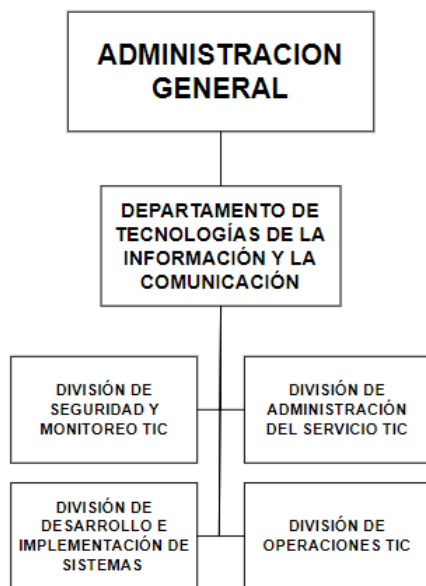 ADMINISTRACION
GENERAL
DEPARTAMENTO DE
TECNOLOGÍAS DE LA
INFORMACIÓN Y LA
COMUNICACIÓN
DIVISIÓN DE
SEGURIDAD Y
MONITOREO TIC
DIVISIÓN DE
ADMINISTRACIÓN
DEL SERVICIO TIC
DIVISIÓN DE
DESARROLLO E
IMPLEMENTACIÓN DE
SISTEMAS
DIVISIÓN DE
OPERACIONES TIC